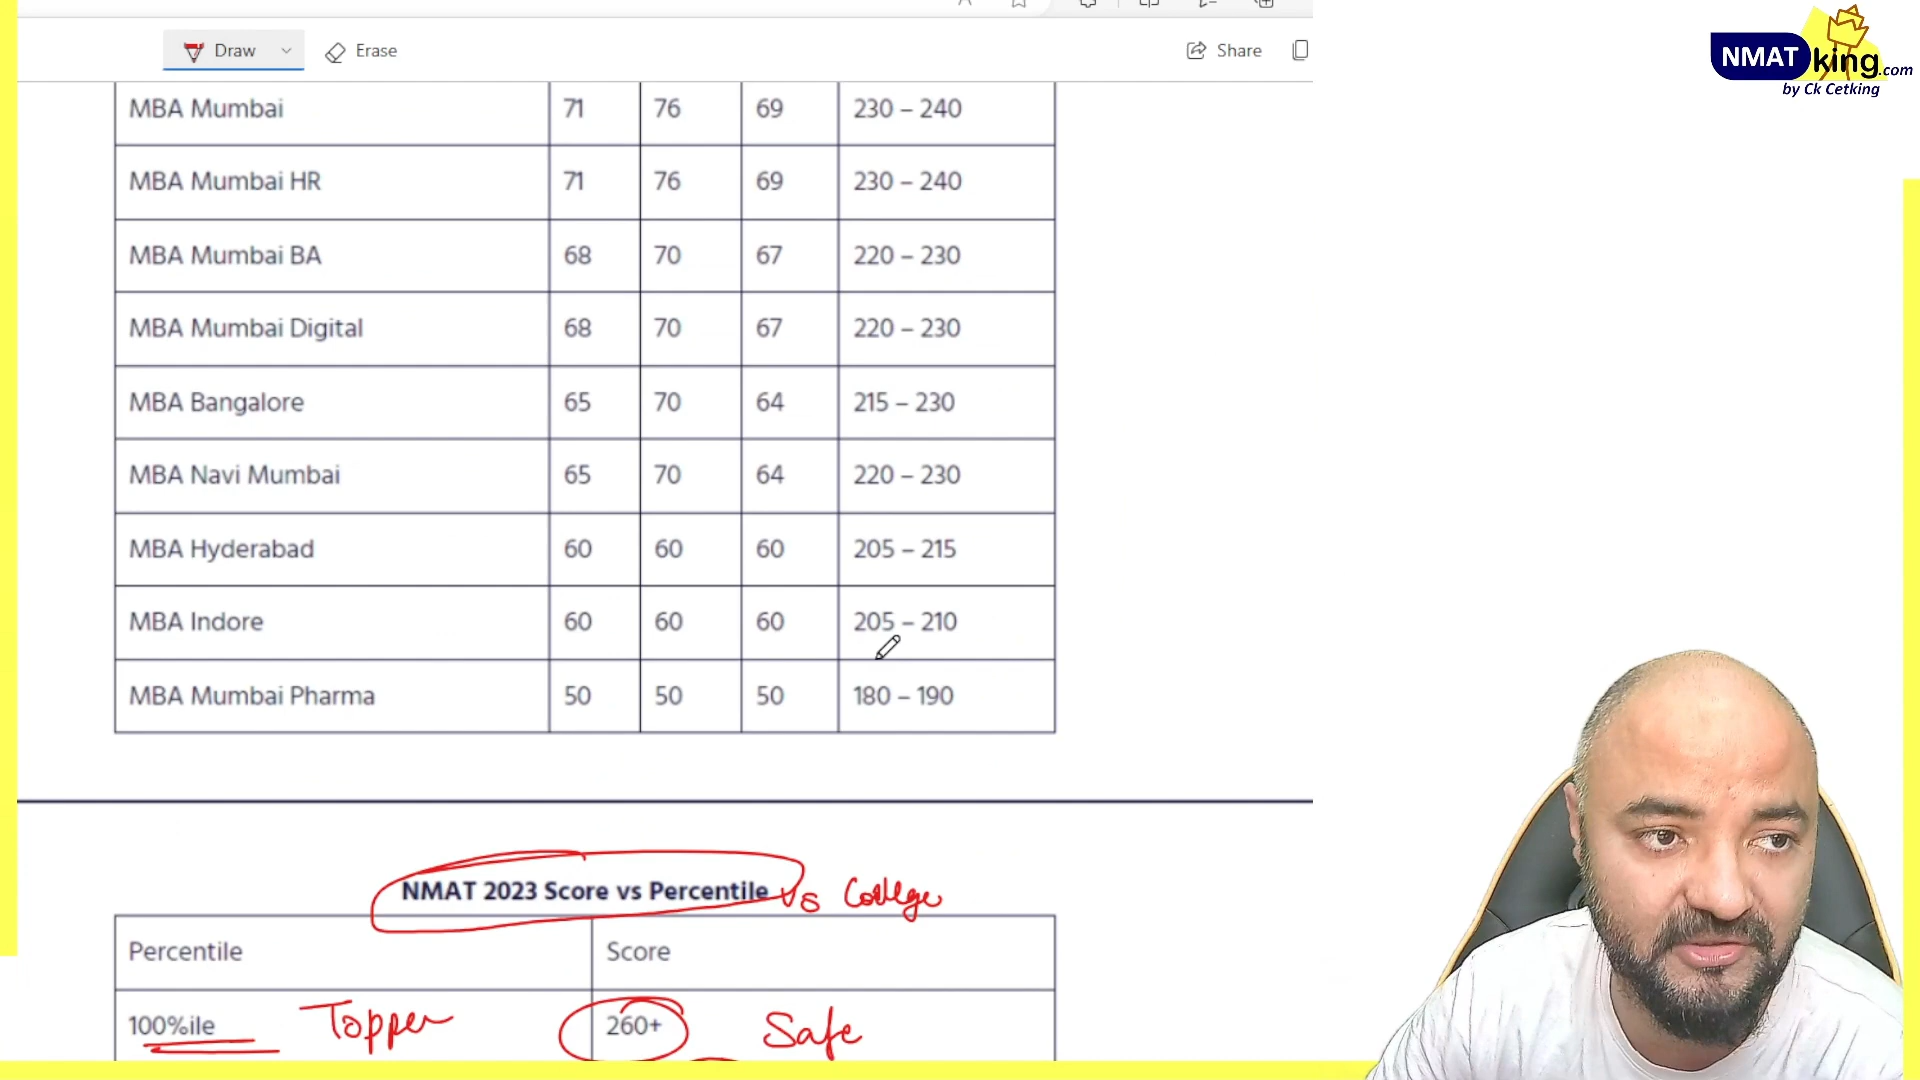 Draw
Erase
Share
NMAT king.com
by Ck Cetking
MBA Mumbai 71 76 69 230 – 240
MBA Mumbai HR 71 76 69 230 – 240
MBA Mumbai BA 68 70 67 220 – 230
MBA Mumbai Digital 68 70 67 220 – 230
MBA Bangalore 65 70 64 215 – 230
MBA Navi Mumbai 65 70 64 220 – 230
MBA Hyderabad 60 60 60 205 – 215
MBA Indore 60 60 60 205 – 210
MBA Mumbai Pharma 50 50 50 180 – 190
NMAT 2023 Score vs Percentile vs College
Percentile Score
100%ile Topper 260+ Safe